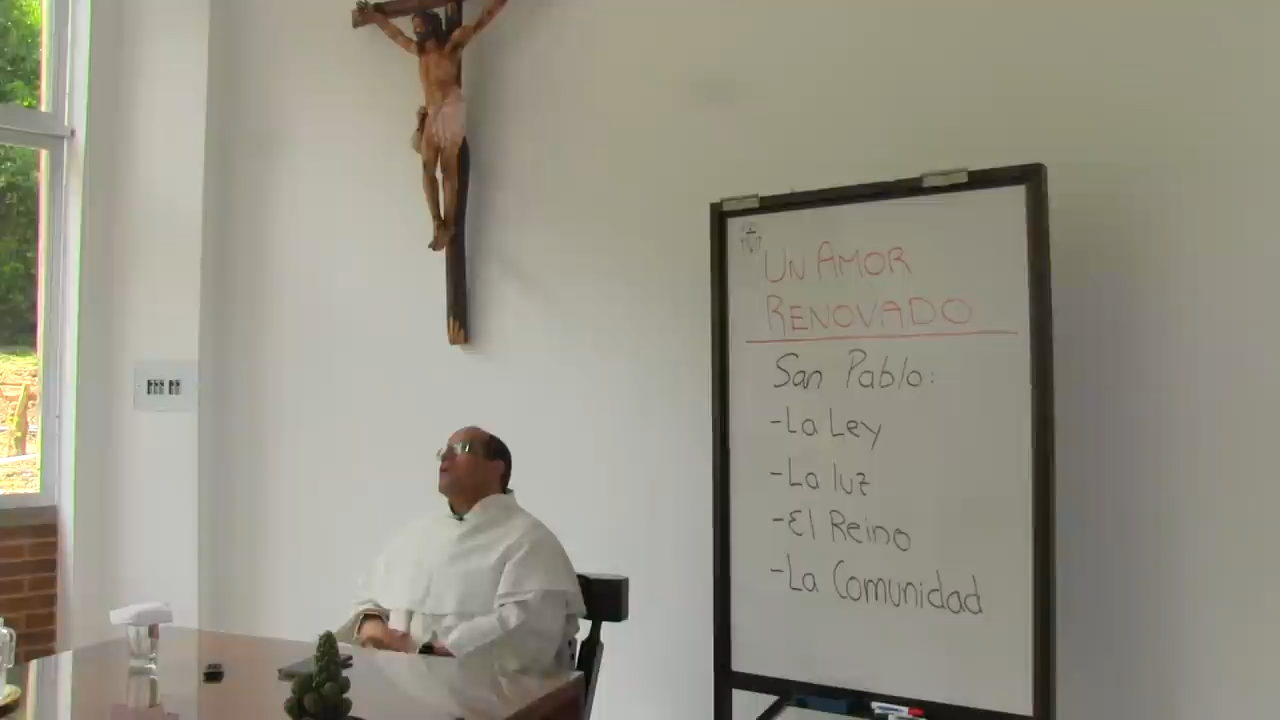 UN AMOR
RENOVADO
San Pablo:
-La Ley
-La luz
-El Reino
-La Comunidad